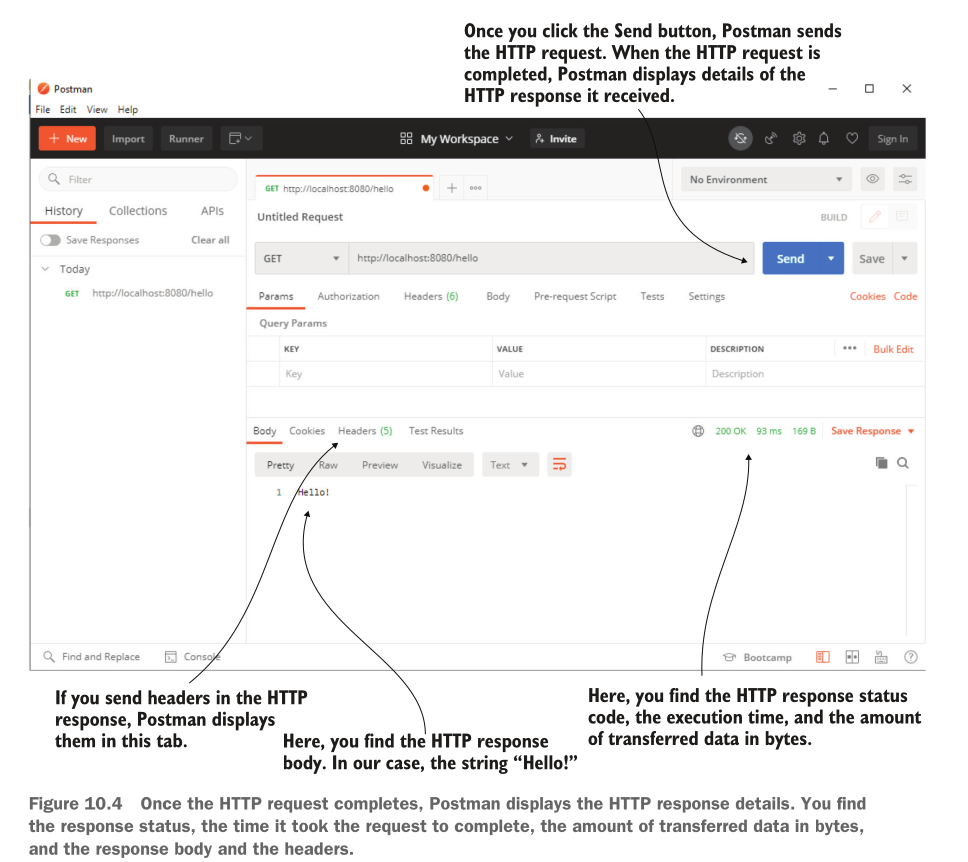 Once you click the Send button, Postman sends
the HTTP request. When the HTTP request is
completed, Postman displays details of the
HTTP response it received.
Postman
File Edit View Help
+ New Import Runner My Workspace Invite Sign In
Filter
GET http://localhost:8080/hello
No Environment
History Collections APIs
Untitled Request
BUILD
Save Responses Clear all
GET http://localhost:8080/hello Send Save
Today
GET http://localhost:8080/hello
Params Authorization Headers (6) Body Pre-request Script Tests Settings Cookies Code
Query Params
KEY VALUE DESCRIPTION Bulk Edit
Key Value Description
Body Cookies Headers (5) Test Results 200 OK 93 ms 169 B Save Response
Pretty Raw Preview Visualize Text
1 Hello!
Find and Replace Console Bootcamp
If you send headers in the HTTP
response, Postman displays
them in this tab.
Here, you find the HTTP response
body. In our case, the string “Hello!”
Here, you find the HTTP response status
code, the execution time, and the amount
of transferred data in bytes.
Figure 10.4 Once the HTTP request completes, Postman displays the HTTP response details. You find
the response status, the time it took the request to complete, the amount of transferred data in bytes,
and the response body and the headers.